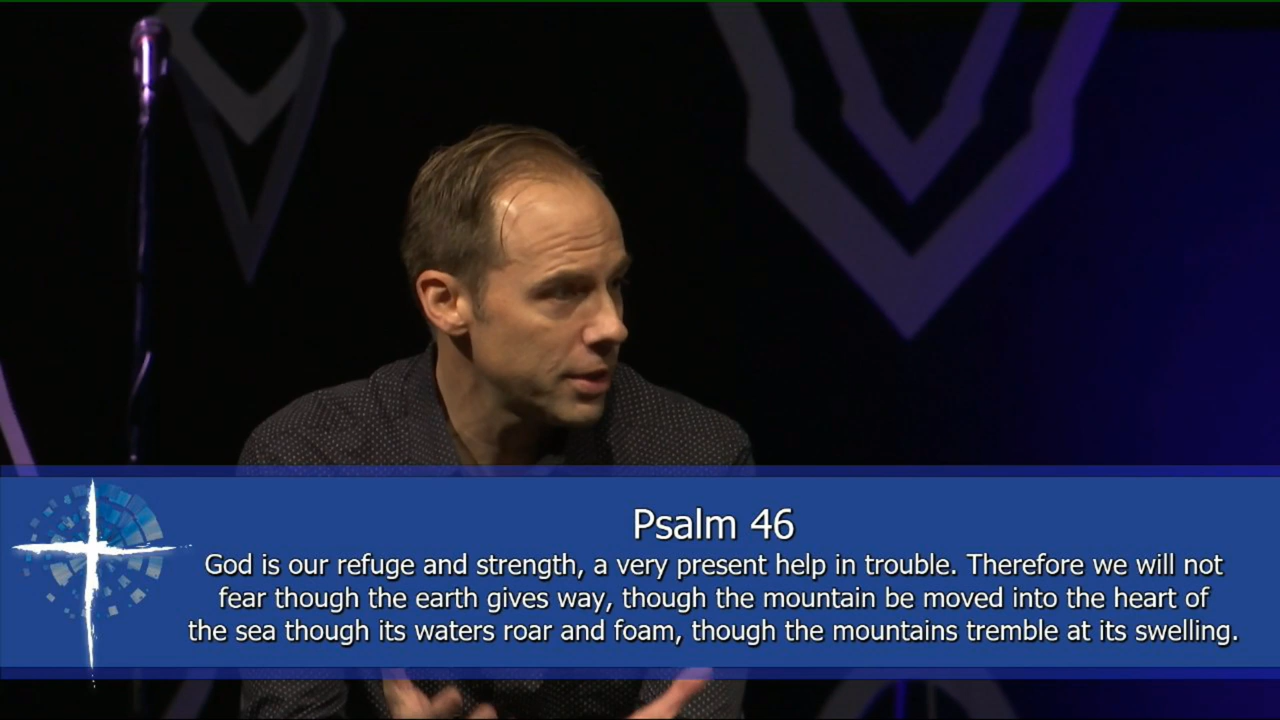 Psalm 46
God is our refuge and strength, a very present help in trouble. Therefore we will not
fear though the earth gives way, though the mountain be moved into the heart of
the sea though its waters roar and foam, though the mountains tremble at its swelling.